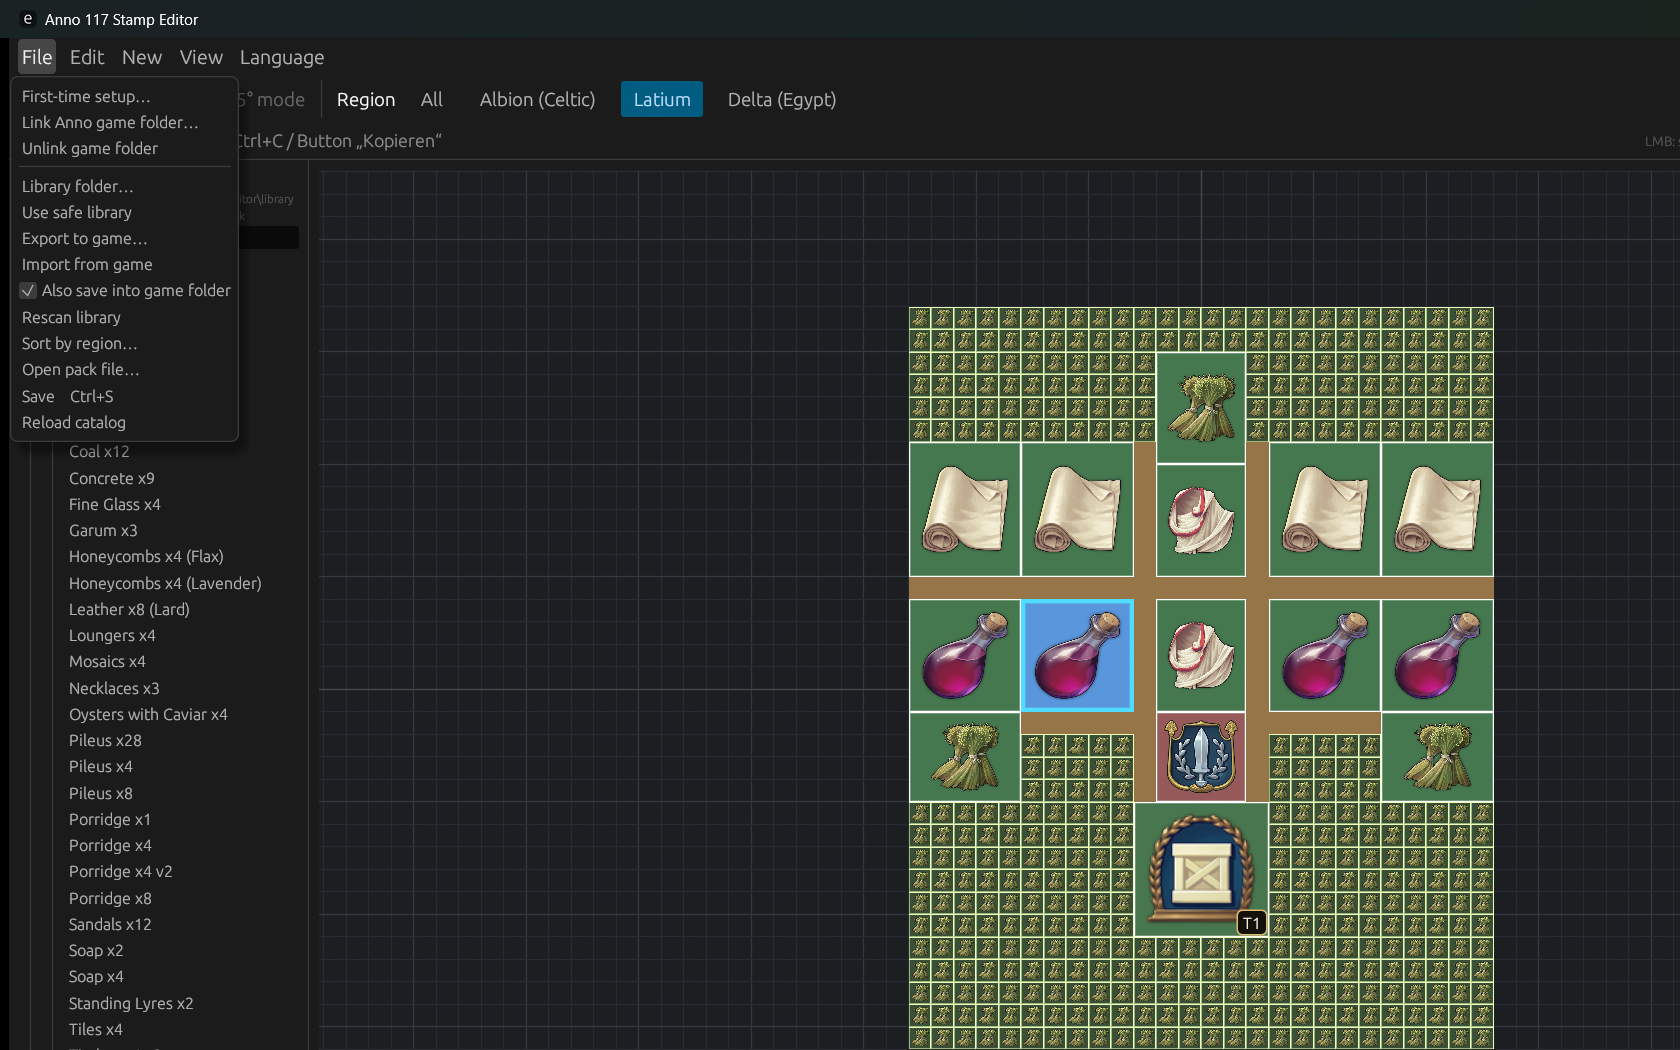 e Anno 117 Stamp Editor
File Edit New View Language
5° mode Region All Albion (Celtic) Latium Delta (Egypt)
Ctrl+C / Button „Kopieren“
LMB:
First-time setup…
Link Anno game folder…
Unlink game folder
Library folder…
itor\library
Use safe library
k
Export to game…
Import from game
Also save into game folder
Rescan library
Sort by region…
Open pack file…
Save Ctrl+S
Reload catalog
Coal x12
Concrete x9
Fine Glass x4
Garum x3
Honeycombs x4 (Flax)
Honeycombs x4 (Lavender)
Leather x8 (Lard)
Loungers x4
Mosaics x4
Necklaces x3
Oysters with Caviar x4
Pileus x28
Pileus x4
Pileus x8
Porridge x1
Porridge x4
Porridge x4 v2
Porridge x8
Sandals x12
Soap x2
Soap x4
Standing Lyres x2
Tiles x4
T1